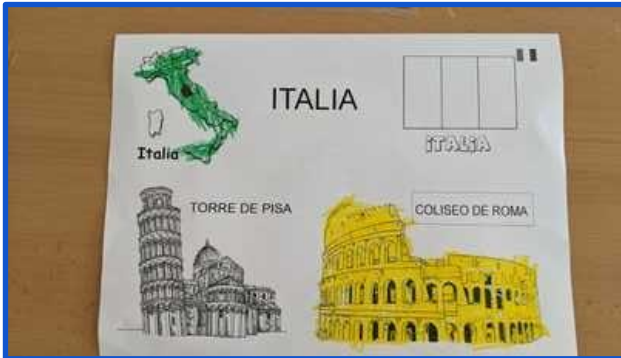 ITALIA
ITALIA
Italia
TORRE DE PISA
COLISEO DE ROMA